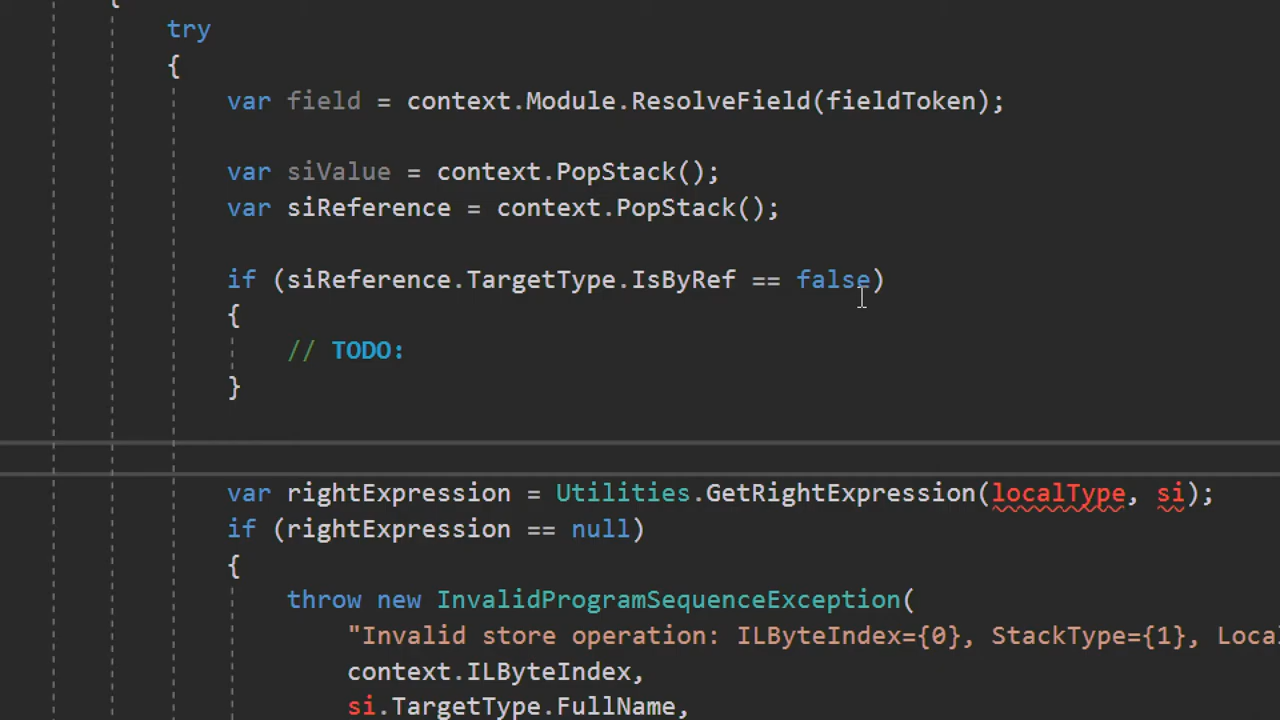 {
try
{
var field = context.Module.ResolveField(fieldToken);
var siValue = context.PopStack();
var siReference = context.PopStack();
if (siReference.TargetType.IsByRef == false)
{
// TODO:
}
var rightExpression = Utilities.GetRightExpression(localType, si);
if (rightExpression == null)
{
throw new InvalidProgramSequenceException(
"Invalid store operation: ILByteIndex={0}, StackType={1}, Loca
context.ILByteIndex,
si.TargetType.FullName,